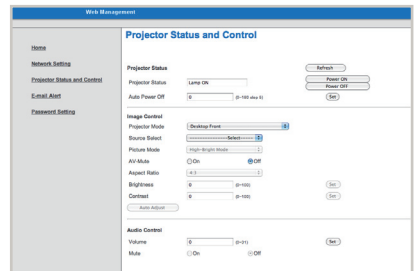 Web Management
Projector Status and Control
Home
Network Setting
Projector Status and Control
E-mail Alert
Password Setting
Projector Status Refresh
Projector Status Lamp ON Power ON
Power OFF
Auto Power Off 0 (0~180 step 5) Set
Image Control
Projector Mode Desktop Front
Source Select Select
Picture Mode High-Bright Mode
AV-Mute On Off
Aspect Ratio 4:3
Brightness 0 (0~100) Set
Contrast 0 (0~100) Set
Auto Adjust
Audio Control
Volume 0 (0~31) Set
Mute On Off